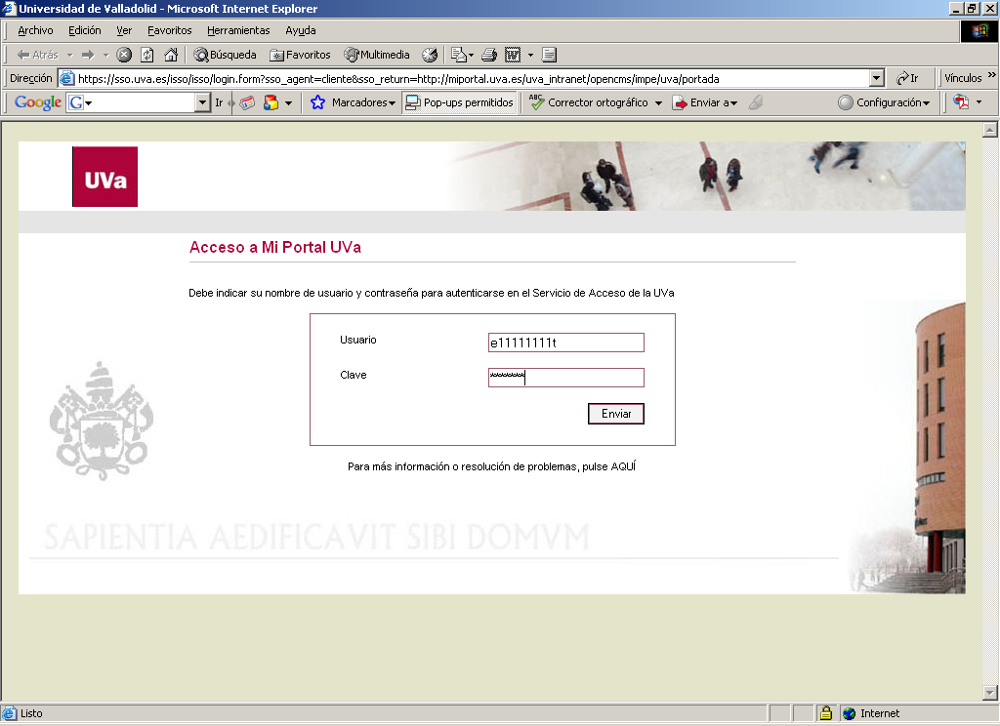 Universidad de Valladolid - Microsoft Internet Explorer
Archivo Edición Ver Favoritos Herramientas Ayuda
Atrás Búsqueda Favoritos Multimedia
Dirección https://sso.uva.es/isso/isso/login.form?sso_agent=cliente&sso_return=http://miportal.uva.es/uva_intranet/opencms/impe/uva/portada Ir Vínculos »
Google G Ir Marcadores Pop-ups permitidos ABC Corrector ortográfico Enviar a Configuración
UVa
Acceso a Mi Portal UVa
Debe indicar su nombre de usuario y contraseña para autenticarse en el Servicio de Acceso de la UVa
Usuario e11111111t
Clave ********
Enviar
Para más información o resolución de problemas, pulse AQUÍ
SAPIENTIA AEDIFICAVIT SIBI DOMVM
Listo Internet